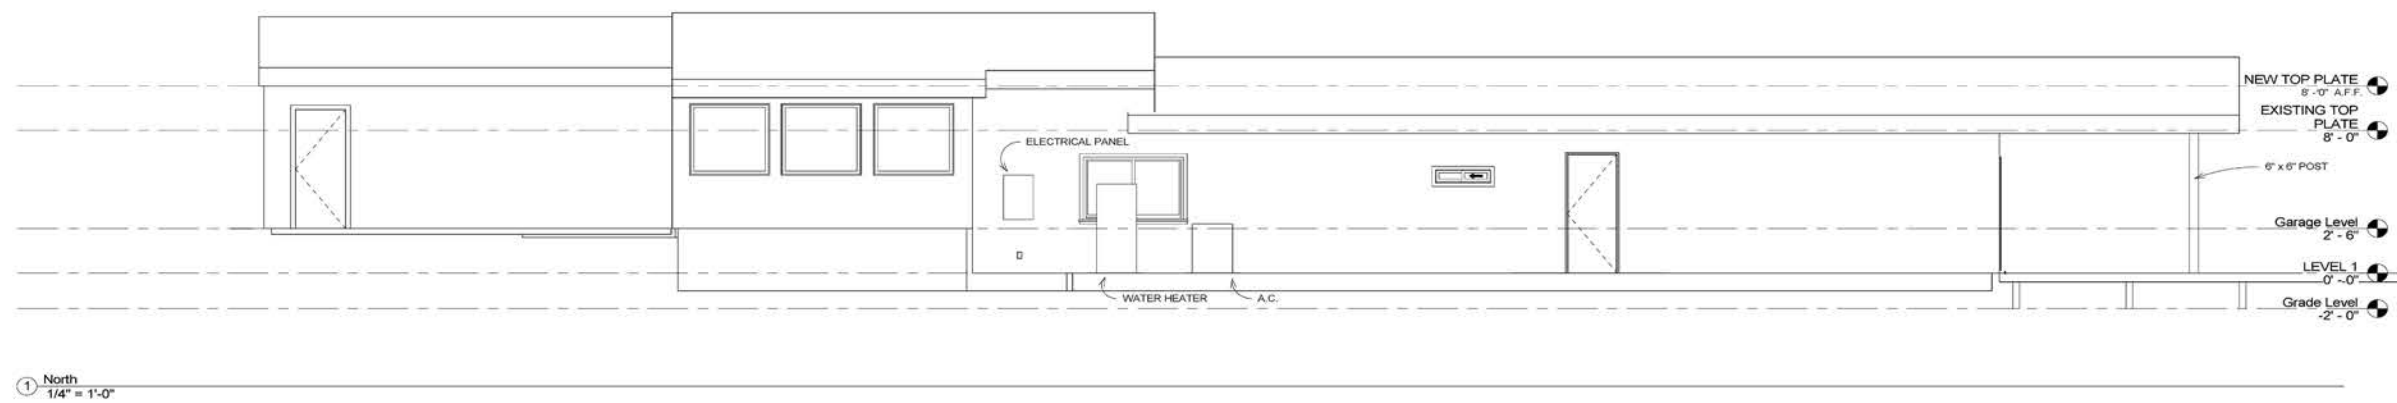 NEW TOP PLATE
8'-0" A.F.F.
EXISTING TOP
PLATE
8' - 0"
ELECTRICAL PANEL
6" x 6" POST
Garage Level
2' - 6"
LEVEL 1
0' - 0"
WATER HEATER
A.C.
Grade Level
-2' - 0"
1
North
1/4" = 1'-0"